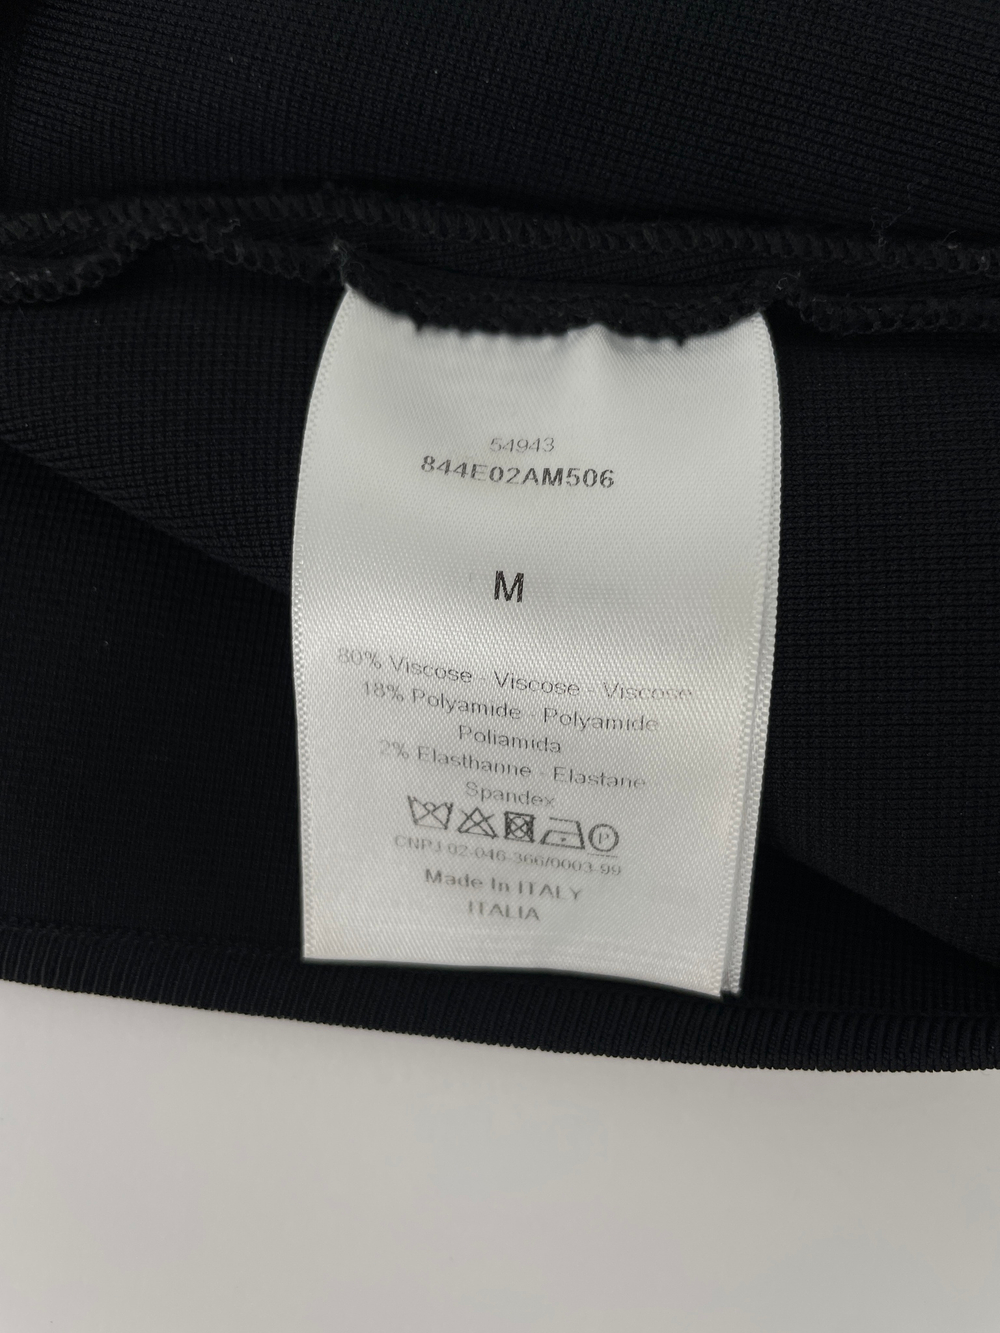 54943
844E02AM506
M
80% Viscose - Viscose - Viscose
18% Polyamide - Polyamide
Poliamida
2% Elasthanne - Elastane
Spandex
P
CNPJ 02-046-366/0003-99
Made In ITALY
ITALIA